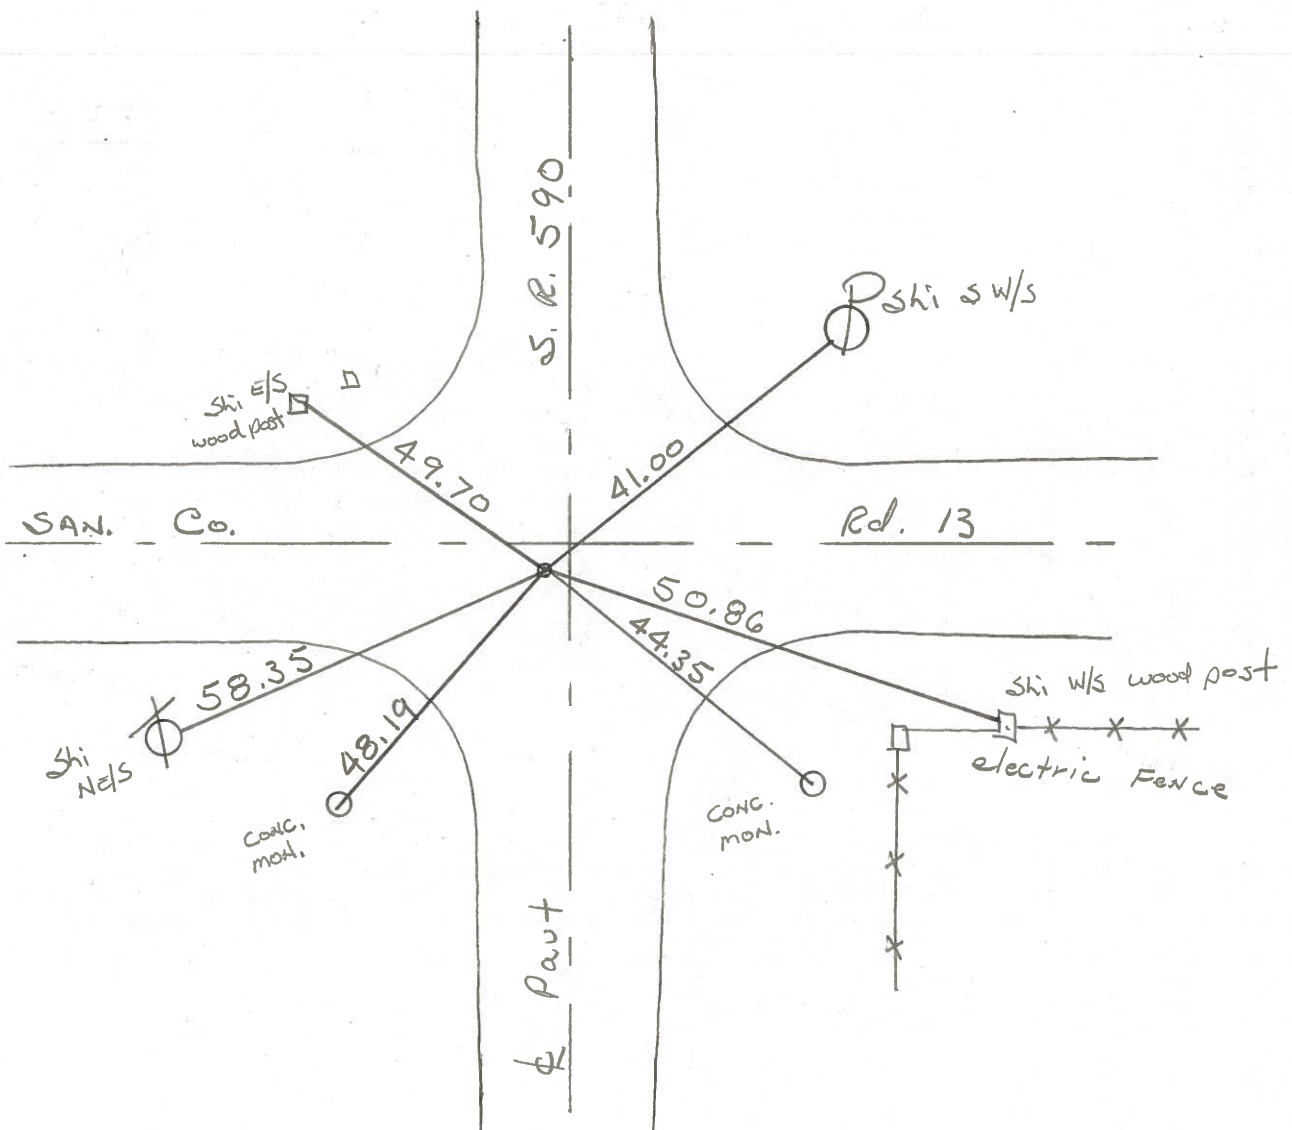 S. R. 590
Shi S W/S
Shi E/S
wood post
49.70
41.00
SAN. Co.
Rd. 13
50.86
44.35
58.35
48.19
Shi W/S wood post
electric Fence
Shi
NE/S
CONC.
MON.
CONC.
MON.
℄ Pavt